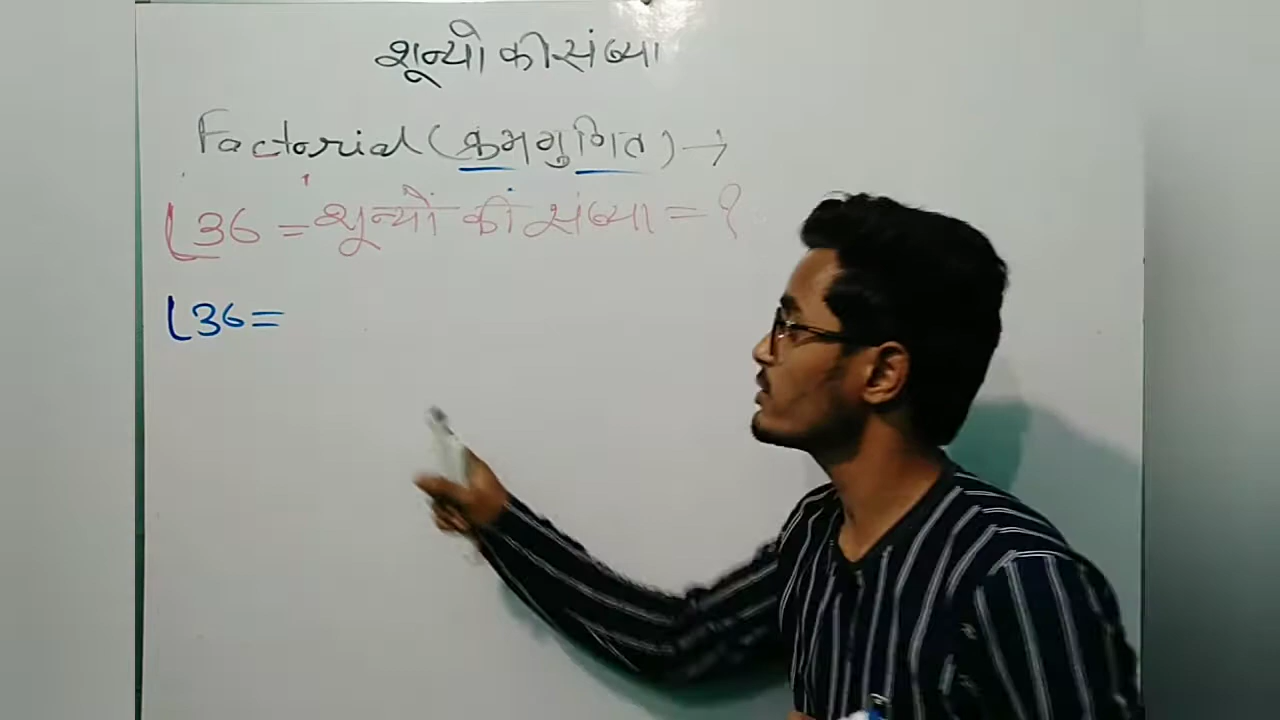 शून्यो की संख्या
Factorial (क्रमगुणित) →
⌊36 = शून्यों की संख्या = ?
⌊36 =